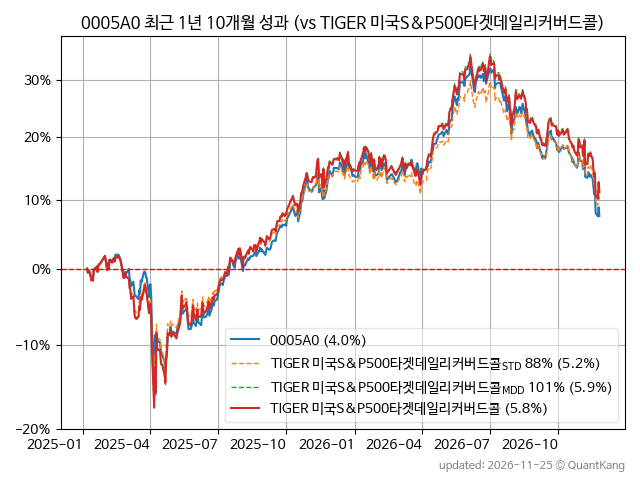 0005A0 최근 1년 10개월 성과 (vs TIGER 미국S&P500타겟데일리커버드콜)
30%
20%
10%
0%
−10%
−20%
0005A0 (4.0%)
TIGER 미국S&P500타겟데일리커버드콜STD 88% (5.2%)
TIGER 미국S&P500타겟데일리커버드콜MDD 101% (5.9%)
TIGER 미국S&P500타겟데일리커버드콜 (5.8%)
2025-01 2025-04 2025-07 2025-10 2026-01 2026-04 2026-07 2026-10
updated: 2026-11-25 © QuantKang